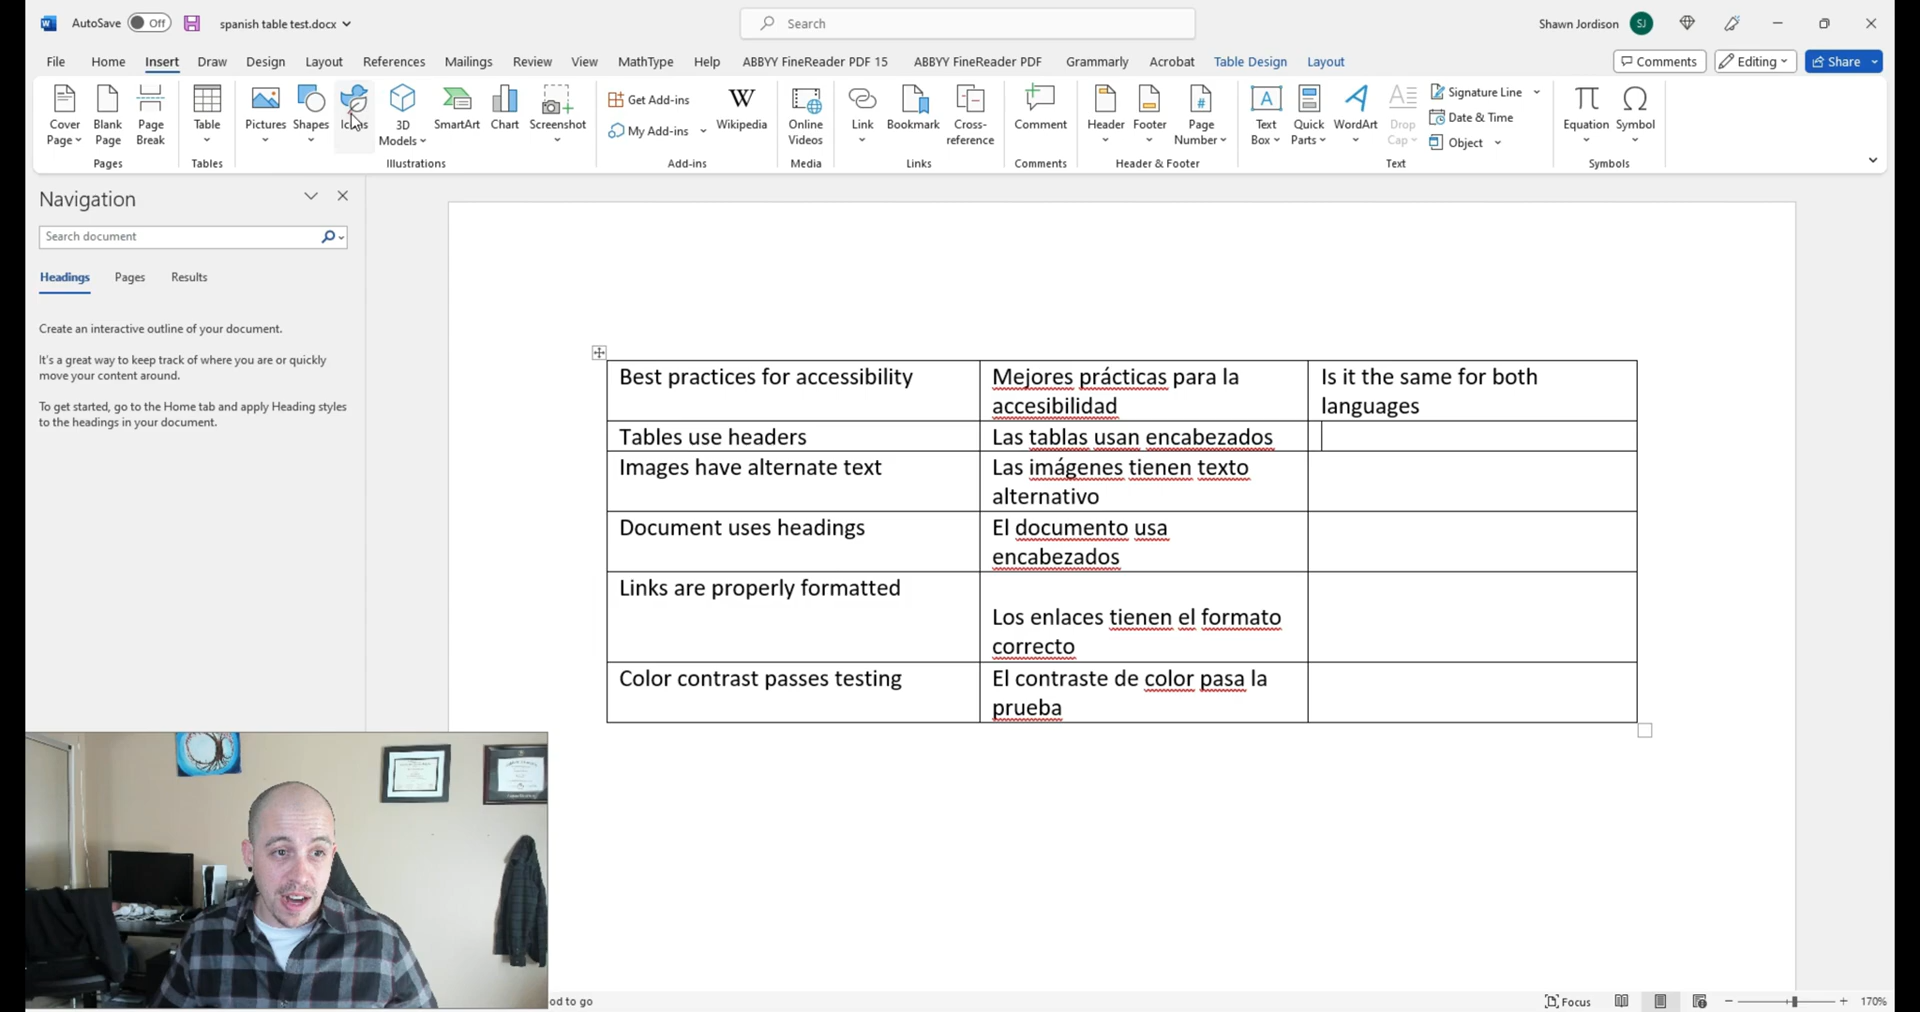 AutoSave Off spanish table test.docx Search Shawn Jordison SJ
File Home Insert Draw Design Layout References Mailings Review View MathType Help ABBYY FineReader PDF 15 ABBYY FineReader PDF Grammarly Acrobat Table Design Layout Comments Editing Share
Cover Page
Blank Page
Page Break
Pages
Table
Tables
Pictures
Shapes
Icons
3D Models
SmartArt
Chart
Screenshot
Illustrations
Get Add-ins
My Add-ins
W
Wikipedia
Add-ins
Online Videos
Media
Link
Bookmark
Cross-reference
Links
Comment
Comments
Header
Footer
Page Number
Header & Footer
Text Box
Quick Parts
WordArt
Drop Cap
Signature Line
Date & Time
Object
Text
Equation
Symbol
Symbols
Navigation
Search document
Headings Pages Results
Create an interactive outline of your document.
It's a great way to keep track of where you are or quickly
move your content around.
To get started, go to the Home tab and apply Heading styles
to the headings in your document.
Best practices for accessibility
Mejores prácticas para la
accesibilidad
Is it the same for both
languages
Tables use headers
Las tablas usan encabezados
Images have alternate text
Las imágenes tienen texto
alternativo
Document uses headings
El documento usa
encabezados
Links are properly formatted
Los enlaces tienen el formato
correcto
Color contrast passes testing
El contraste de color pasa la
prueba
od to go
Focus
170%